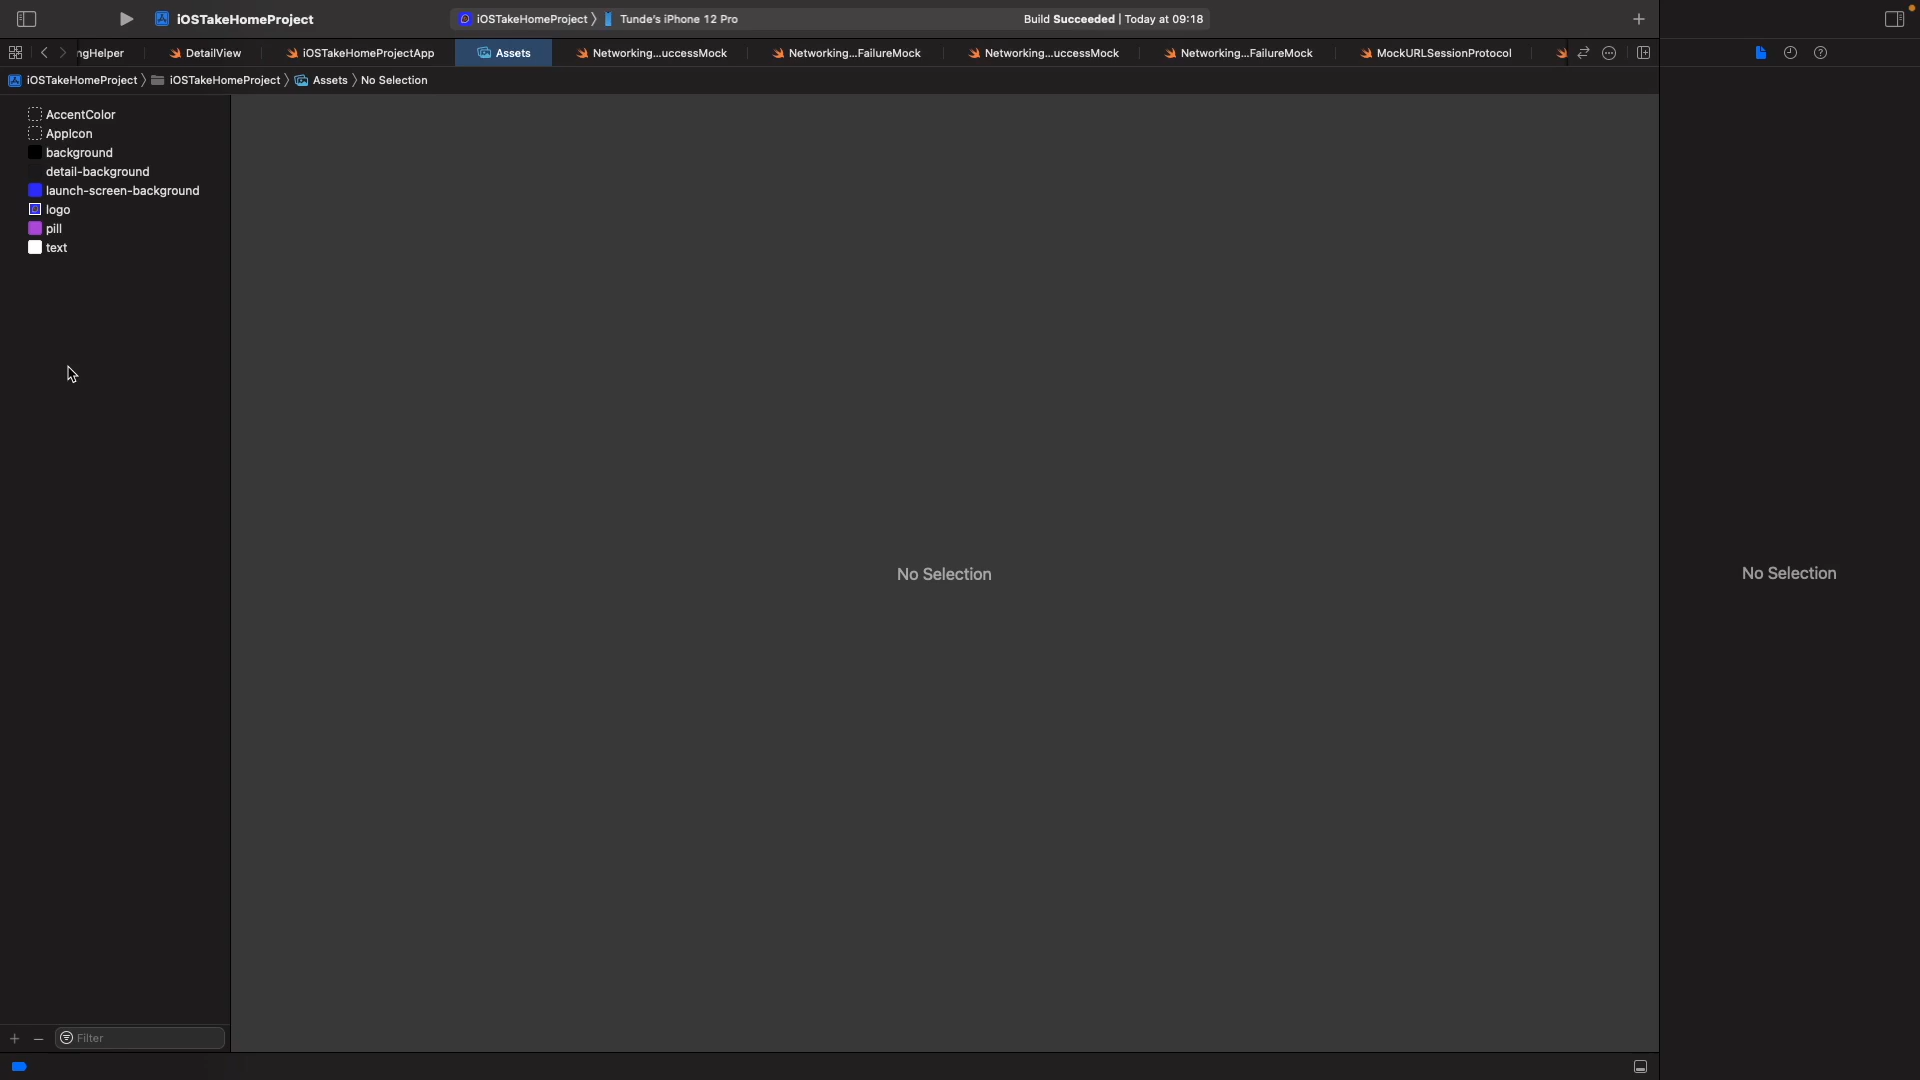 iOSTakeHomeProject
iOSTakeHomeProject
Tunde's iPhone 12 Pro
Build Succeeded | Today at 09:18
ngHelper
DetailView
iOSTakeHomeProjectApp
Assets
Networking...uccessMock
Networking...FailureMock
Networking...uccessMock
Networking...FailureMock
MockURLSessionProtocol
iOSTakeHomeProject
iOSTakeHomeProject
Assets
No Selection
AccentColor
AppIcon
background
detail-background
launch-screen-background
logo
pill
text
No Selection
No Selection
Filter